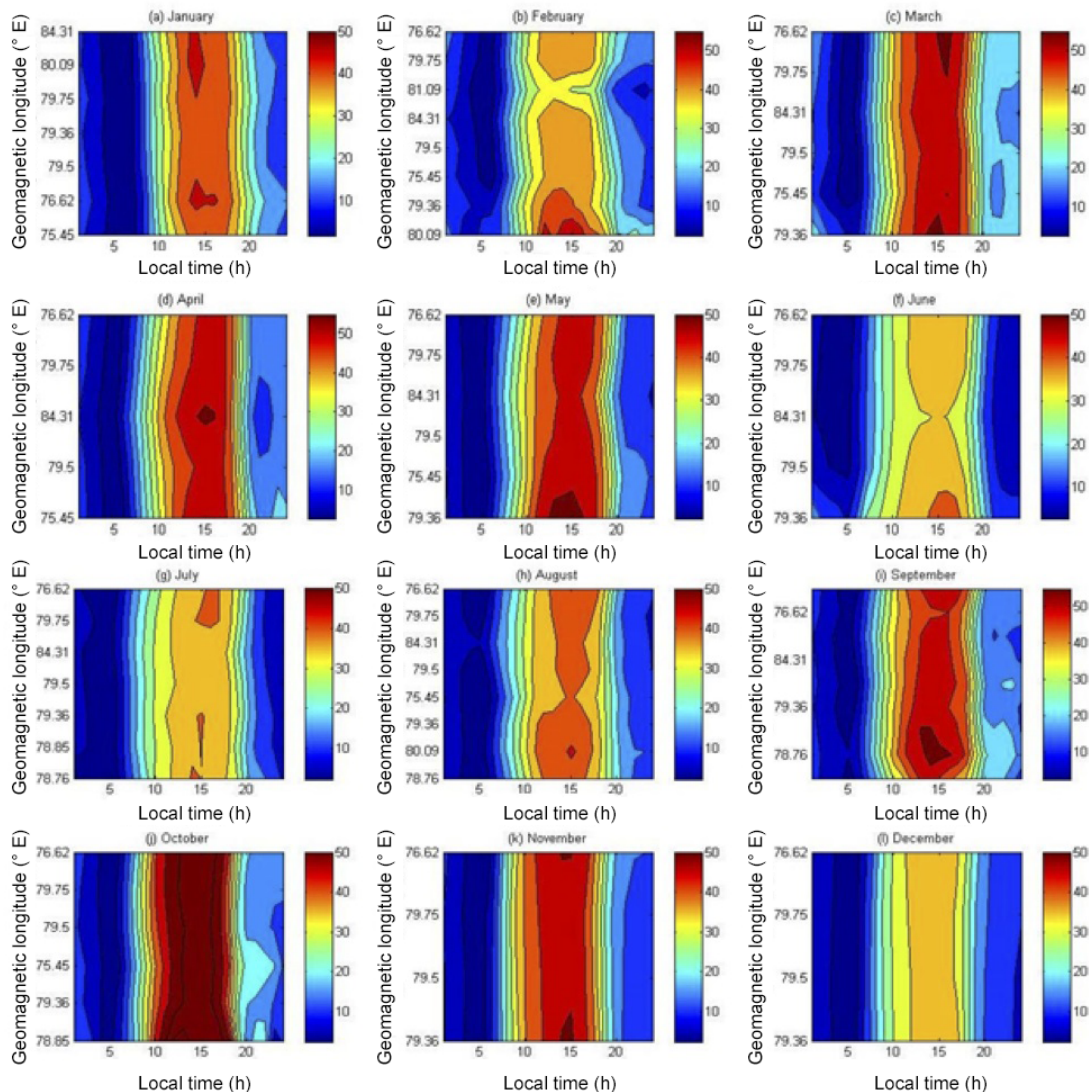 (a) January
Geomagnetic longitude (° E)
84.31
80.09
79.75
79.36
79.5
76.62
75.45
5 10 15 20
Local time (h)
50
40
30
20
10
(b) February
Geomagnetic longitude (° E)
76.62
79.75
81.09
84.31
79.5
75.45
79.36
80.09
5 10 15 20
Local time (h)
50
40
30
20
10
(c) March
Geomagnetic longitude (° E)
76.62
79.75
84.31
79.5
75.45
79.36
5 10 15 20
Local time (h)
50
40
30
20
10
(d) April
Geomagnetic longitude (° E)
76.62
79.75
84.31
79.5
75.45
5 10 15 20
Local time (h)
50
40
30
20
10
(e) May
Geomagnetic longitude (° E)
76.62
79.75
84.31
79.5
75.45
79.36
5 10 15 20
Local time (h)
50
40
30
20
10
(f) June
Geomagnetic longitude (° E)
76.62
79.75
84.31
79.5
79.36
5 10 15 20
Local time (h)
50
40
30
20
10
(g) July
Geomagnetic longitude (° E)
76.62
79.75
84.31
79.5
79.36
78.85
78.76
5 10 15 20
Local time (h)
50
40
30
20
10
(h) August
Geomagnetic longitude (° E)
76.62
79.75
84.31
79.5
75.45
79.36
80.09
78.76
5 10 15 20
Local time (h)
50
40
30
20
10
(i) September
Geomagnetic longitude (° E)
76.62
84.31
79.36
78.76
5 10 15 20
Local time (h)
50
40
30
20
10
(j) October
Geomagnetic longitude (° E)
76.62
79.75
79.5
75.45
79.36
78.85
5 10 15 20
Local time (h)
50
40
30
20
10
(k) November
Geomagnetic longitude (° E)
76.62
79.75
79.5
79.36
5 10 15 20
Local time (h)
50
40
30
20
10
(l) December
Geomagnetic longitude (° E)
76.62
79.75
79.5
79.36
5 10 15 20
Local time (h)
50
40
30
20
10